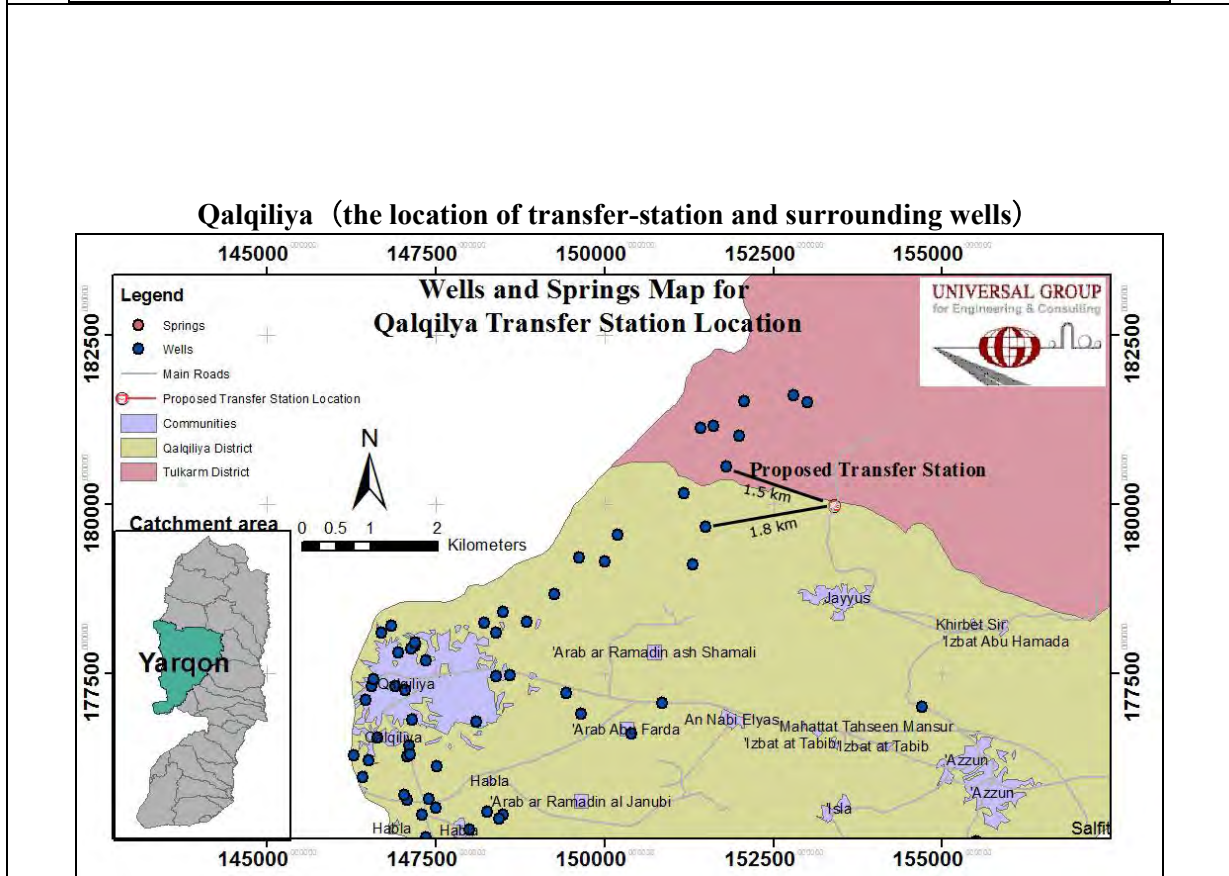 Qalqiliya（the location of transfer-station and surrounding wells）
145000 147500 150000 152500 155000
Wells and Springs Map for
Qalqilya Transfer Station Location
Legend
Springs
Wells
Main Roads
Proposed Transfer Station Location
Communities
Qalqiliya District
Tulkarm District
UNIVERSAL GROUP
for Engineering & Consulting
182500
182500
N
Proposed Transfer Station
1.5 km
1.8 km
180000
180000
Catchment area
0 0.5 1 2
Kilometers
Yarqon
Jayyus
Khirbet Sir
'Izbat Abu Hamada
'Arab ar Ramadin ash Shamali
177500
177500
Qalqiliya
An Nabi Elyas
Mahattat Tahseen Mansur
'Arab Abu Farda
'Izbat at Tabib
'Izbat at Tabib
Qalqiliya
'Azzun
Habla
'Azzun
'Arab ar Ramadin al Janubi
'Isla
Habla
Habla
Salfit
145000 147500 150000 152500 155000